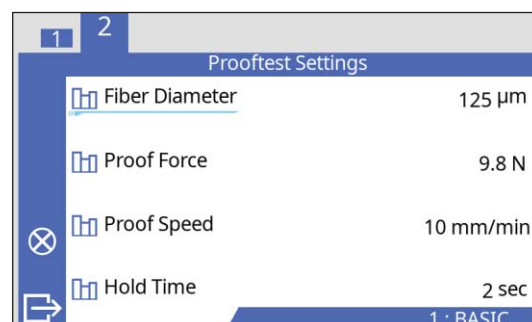 1 2
Prooftest Settings
Fiber Diameter 125 µm
Proof Force 9.8 N
Proof Speed 10 mm/min
Hold Time 2 sec
1 : BASIC